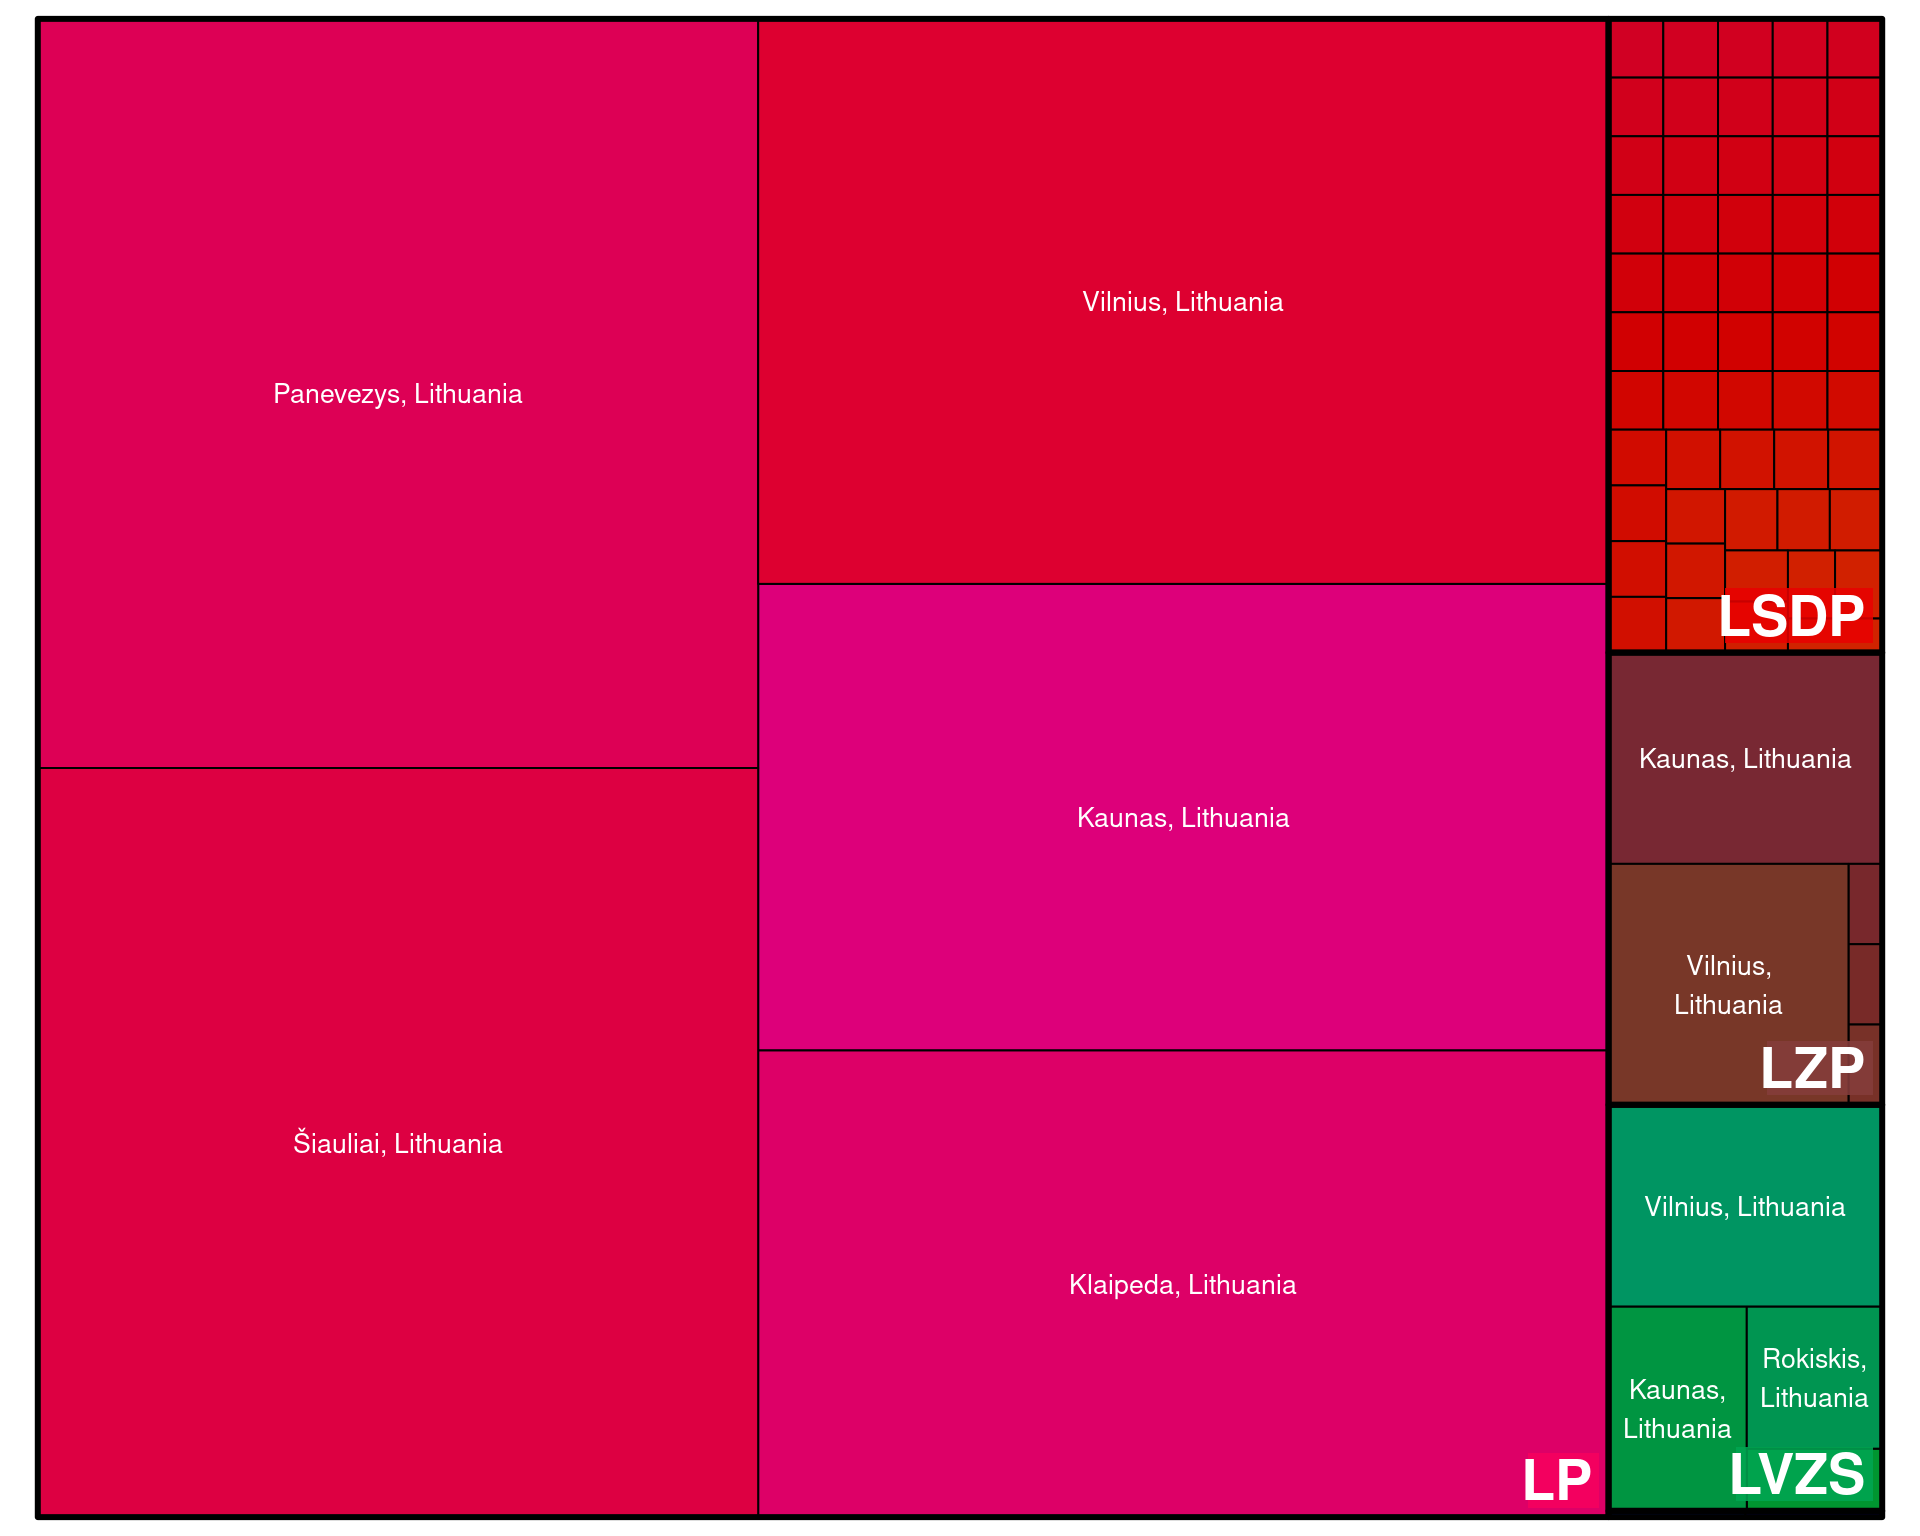 Panevezys, Lithuania
Šiauliai, Lithuania
Vilnius, Lithuania
Kaunas, Lithuania
Klaipeda, Lithuania
LP
LSDP
Kaunas, Lithuania
Vilnius,
Lithuania
LZP
Vilnius, Lithuania
Kaunas,
Lithuania
Rokiskis,
Lithuania
LVZS